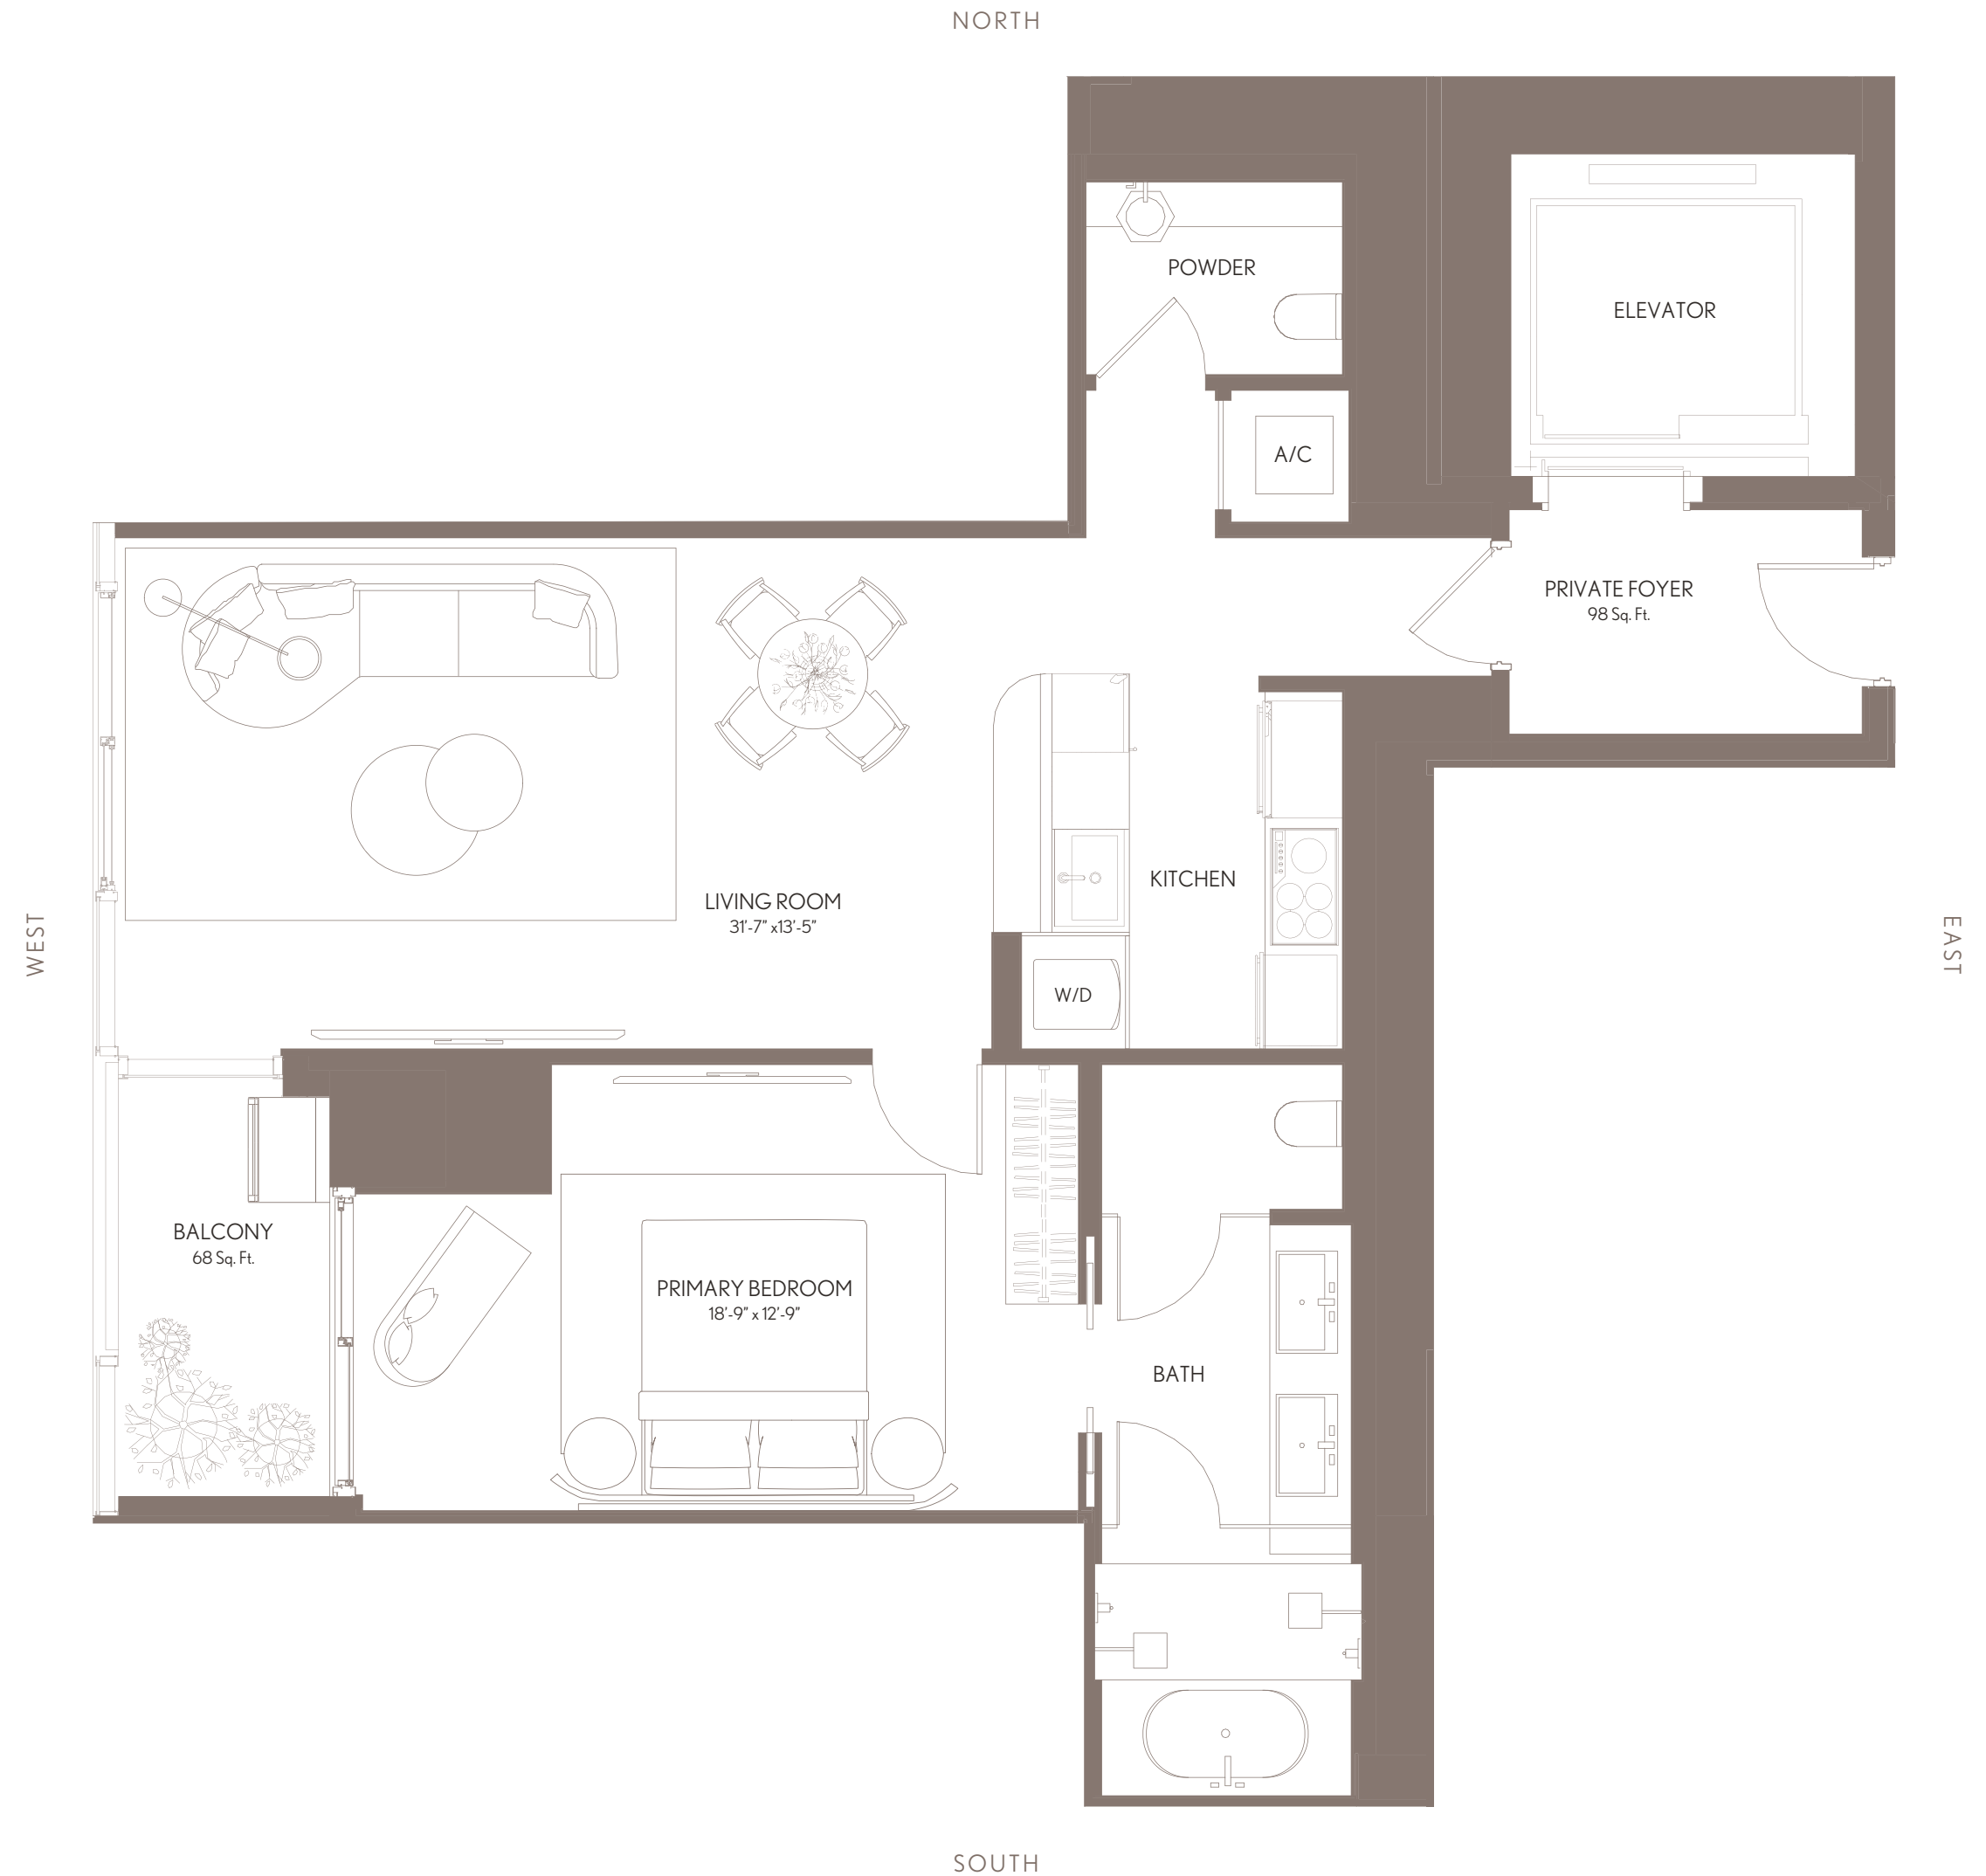 NORTH
POWDER
ELEVATOR
A/C
PRIVATE FOYER
98 Sq. Ft.
KITCHEN
LIVING ROOM
31'-7" x13'-5"
WEST
EAST
W/D
BALCONY
68 Sq. Ft.
PRIMARY BEDROOM
18'-9" x 12'-9"
BATH
SOUTH